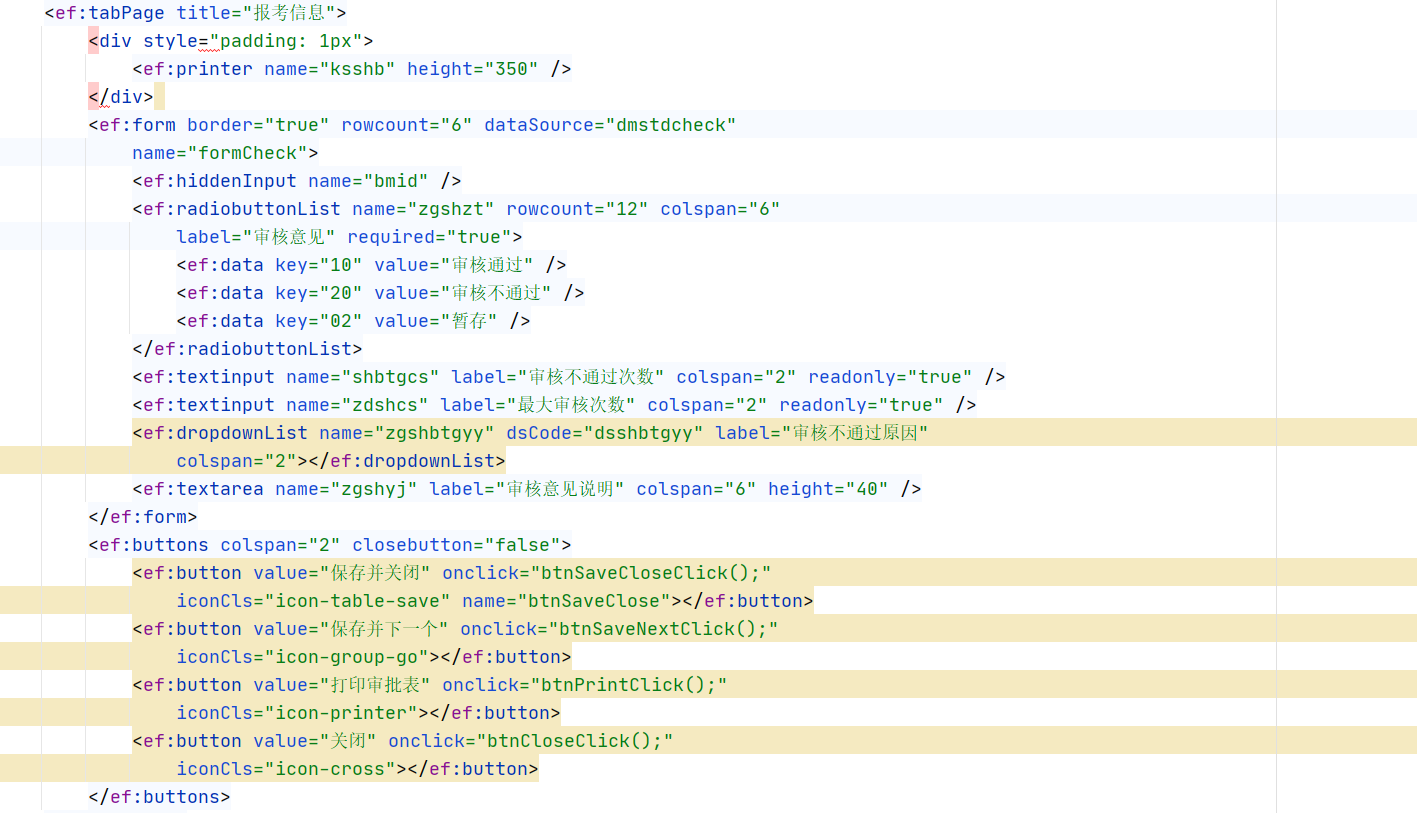 <ef:tabPage title="报考信息">
<div style="padding: 1px">
<ef:printer name="ksshb" height="350" />
</div>
<ef:form border="true" rowcount="6" dataSource="dmstdcheck"
name="formCheck">
<ef:hiddenInput name="bmid" />
<ef:radiobuttonList name="zgshzt" rowcount="12" colspan="6"
label="审核意见" required="true">
<ef:data key="10" value="审核通过" />
<ef:data key="20" value="审核不通过" />
<ef:data key="02" value="暂存" />
</ef:radiobuttonList>
<ef:textinput name="shbtgcs" label="审核不通过次数" colspan="2" readonly="true" />
<ef:textinput name="zdshcs" label="最大审核次数" colspan="2" readonly="true" />
<ef:dropdownList name="zgshbtgyy" dsCode="dsshbtgyy" label="审核不通过原因"
colspan="2"></ef:dropdownList>
<ef:textarea name="zgshyj" label="审核意见说明" colspan="6" height="40" />
</ef:form>
<ef:buttons colspan="2" closebutton="false">
<ef:button value="保存并关闭" onclick="btnSaveCloseClick();"
iconCls="icon-table-save" name="btnSaveClose"></ef:button>
<ef:button value="保存并下一个" onclick="btnSaveNextClick();"
iconCls="icon-group-go"></ef:button>
<ef:button value="打印审批表" onclick="btnPrintClick();"
iconCls="icon-printer"></ef:button>
<ef:button value="关闭" onclick="btnCloseClick();"
iconCls="icon-cross"></ef:button>
</ef:buttons>